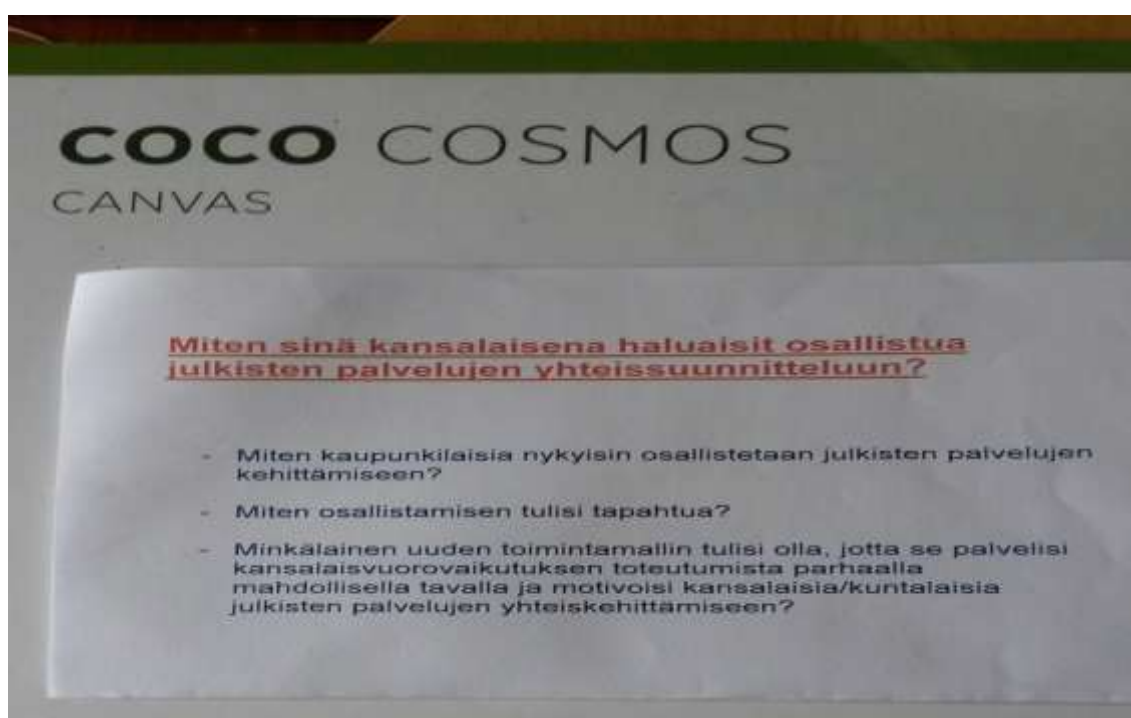 COCO COSMOS
CANVAS
Miten sinä kansalaisena haluaisit osallistua
julkisten palvelujen yhteissuunnitteluun?
- Miten kaupunkilaisia nykyisin osallistetaan julkisten palvelujen
kehittämiseen?
- Miten osallistamisen tulisi tapahtua?
- Minkälainen uuden toimintamallin tulisi olla, jotta se palvelisi
kansalaisvuorovaikutuksen toteutumista parhaalla
mahdollisella tavalla ja motivoisi kansalaisia/kuntalaisia
julkisten palvelujen yhteiskehittämiseen?